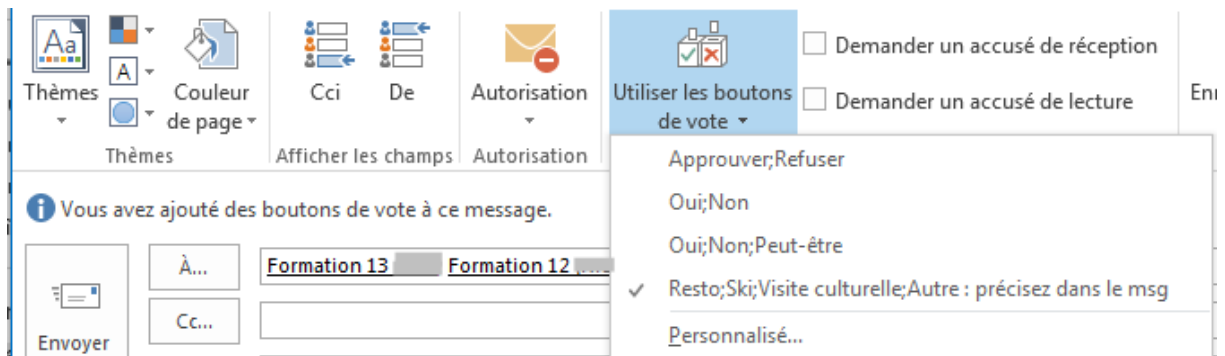 Aa
A
Thèmes
Couleur
de page
Cci
De
Autorisation
Utiliser les boutons
de vote
Demander un accusé de réception
Demander un accusé de lecture
Thèmes
Afficher les champs
Autorisation
Approuver;Refuser
Oui;Non
Oui;Non;Peut-être
Resto;Ski;Visite culturelle;Autre : précisez dans le msg
Personnalisé...
Vous avez ajouté des boutons de vote à ce message.
À...
Formation 13 Formation 12
Cc...
Envoyer